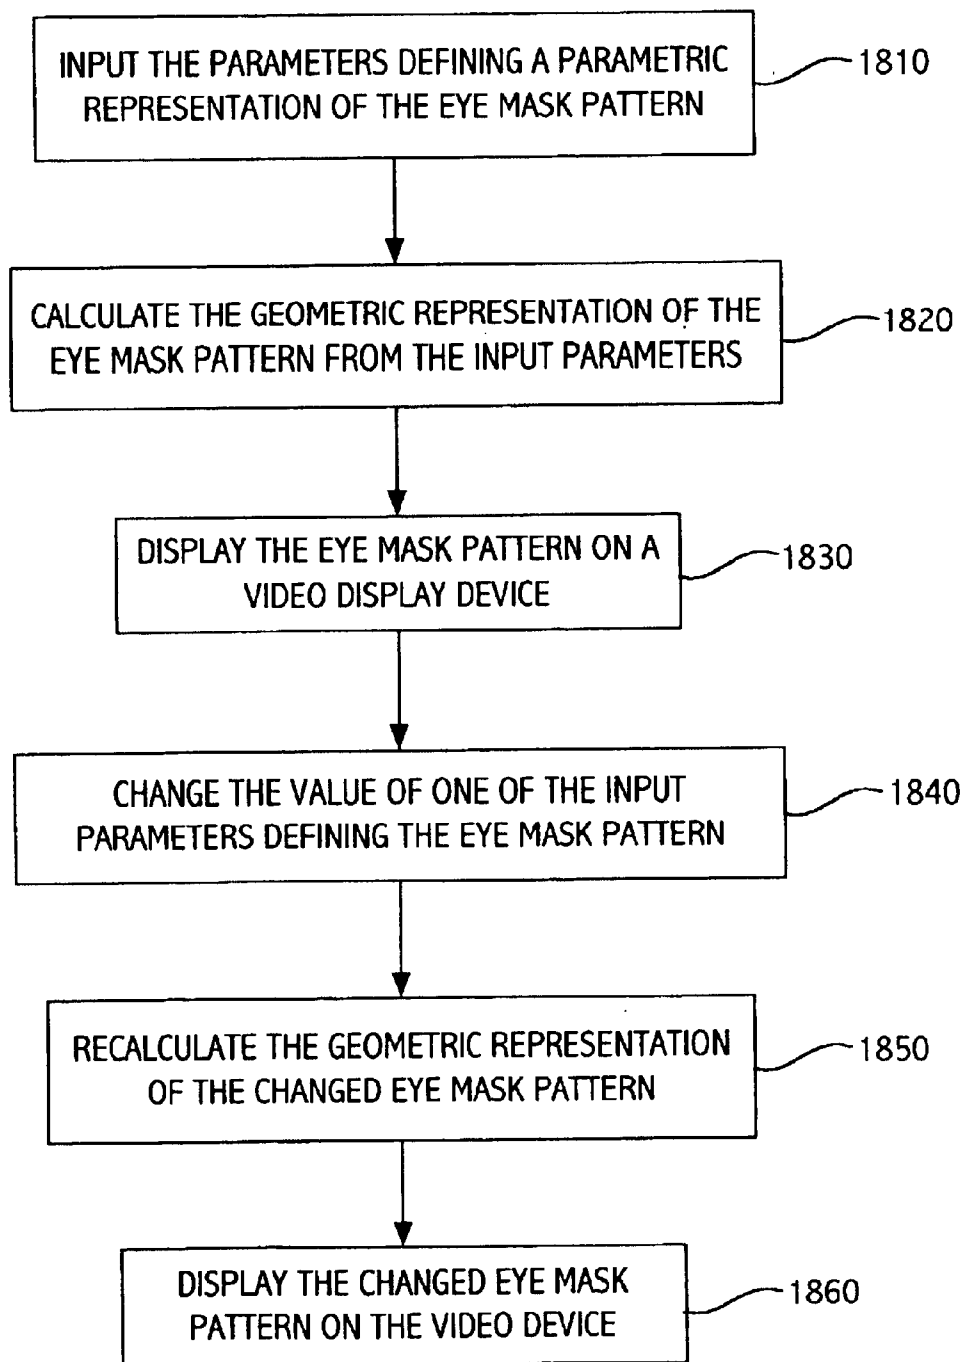 INPUT THE PARAMETERS DEFINING A PARAMETRIC
REPRESENTATION OF THE EYE MASK PATTERN
1810
CALCULATE THE GEOMETRIC REPRESENTATION OF THE
EYE MASK PATTERN FROM THE INPUT PARAMETERS
1820
DISPLAY THE EYE MASK PATTERN ON A
VIDEO DISPLAY DEVICE
1830
CHANGE THE VALUE OF ONE OF THE INPUT
PARAMETERS DEFINING THE EYE MASK PATTERN
1840
RECALCULATE THE GEOMETRIC REPRESENTATION
OF THE CHANGED EYE MASK PATTERN
1850
DISPLAY THE CHANGED EYE MASK
PATTERN ON THE VIDEO DEVICE
1860